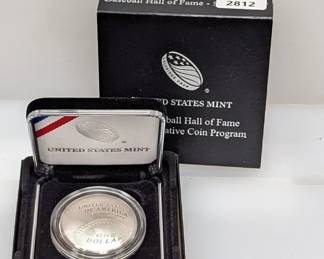 Baseball Hall of Fame -
2812
UNITED STATES MINT
Baseball Hall of Fame
Coin Program
UNITED STATES MINT
UNITED STATES
OF AMERICA
ONE
DOLLAR